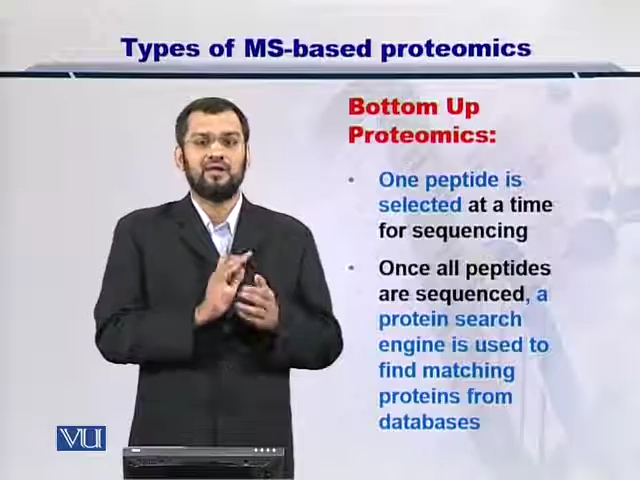 Types of MS-based proteomics
Bottom Up
Proteomics:
• One peptide is
selected at a time
for sequencing
• Once all peptides
are sequenced, a
protein search
engine is used to
find matching
proteins from
databases
VU